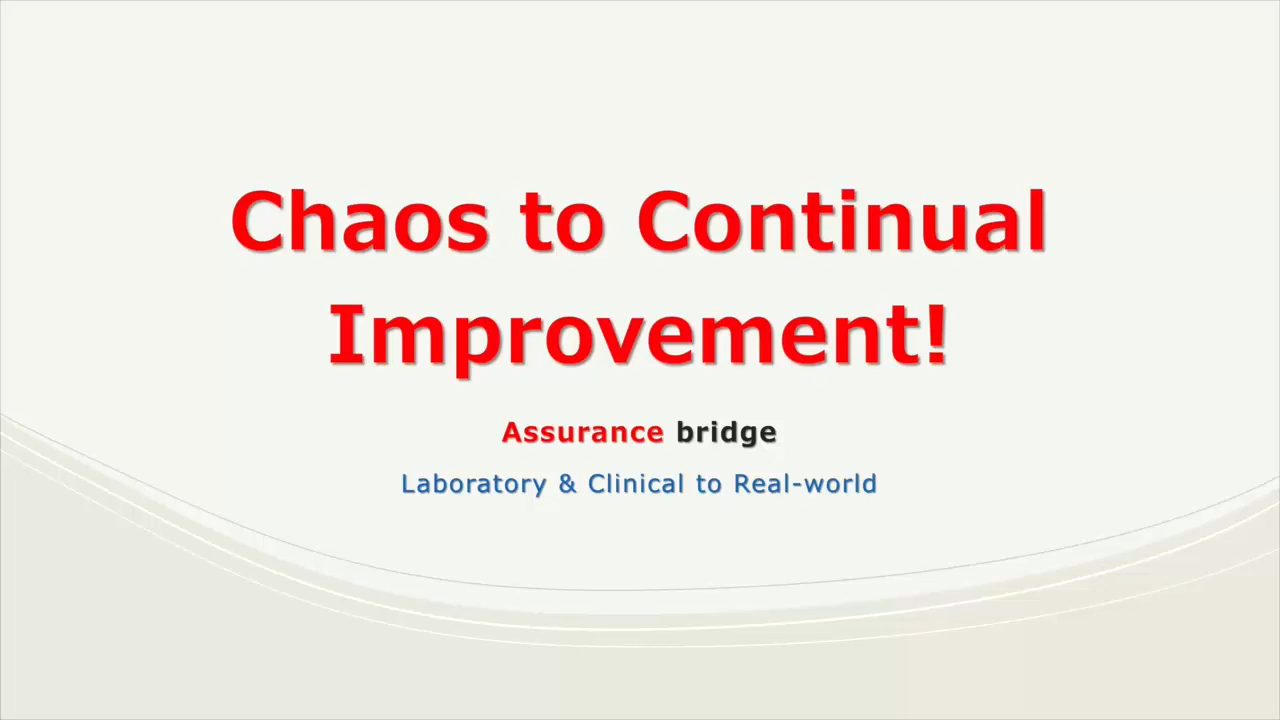 Chaos to Continual
Improvement!
Assurance bridge
Laboratory & Clinical to Real-world